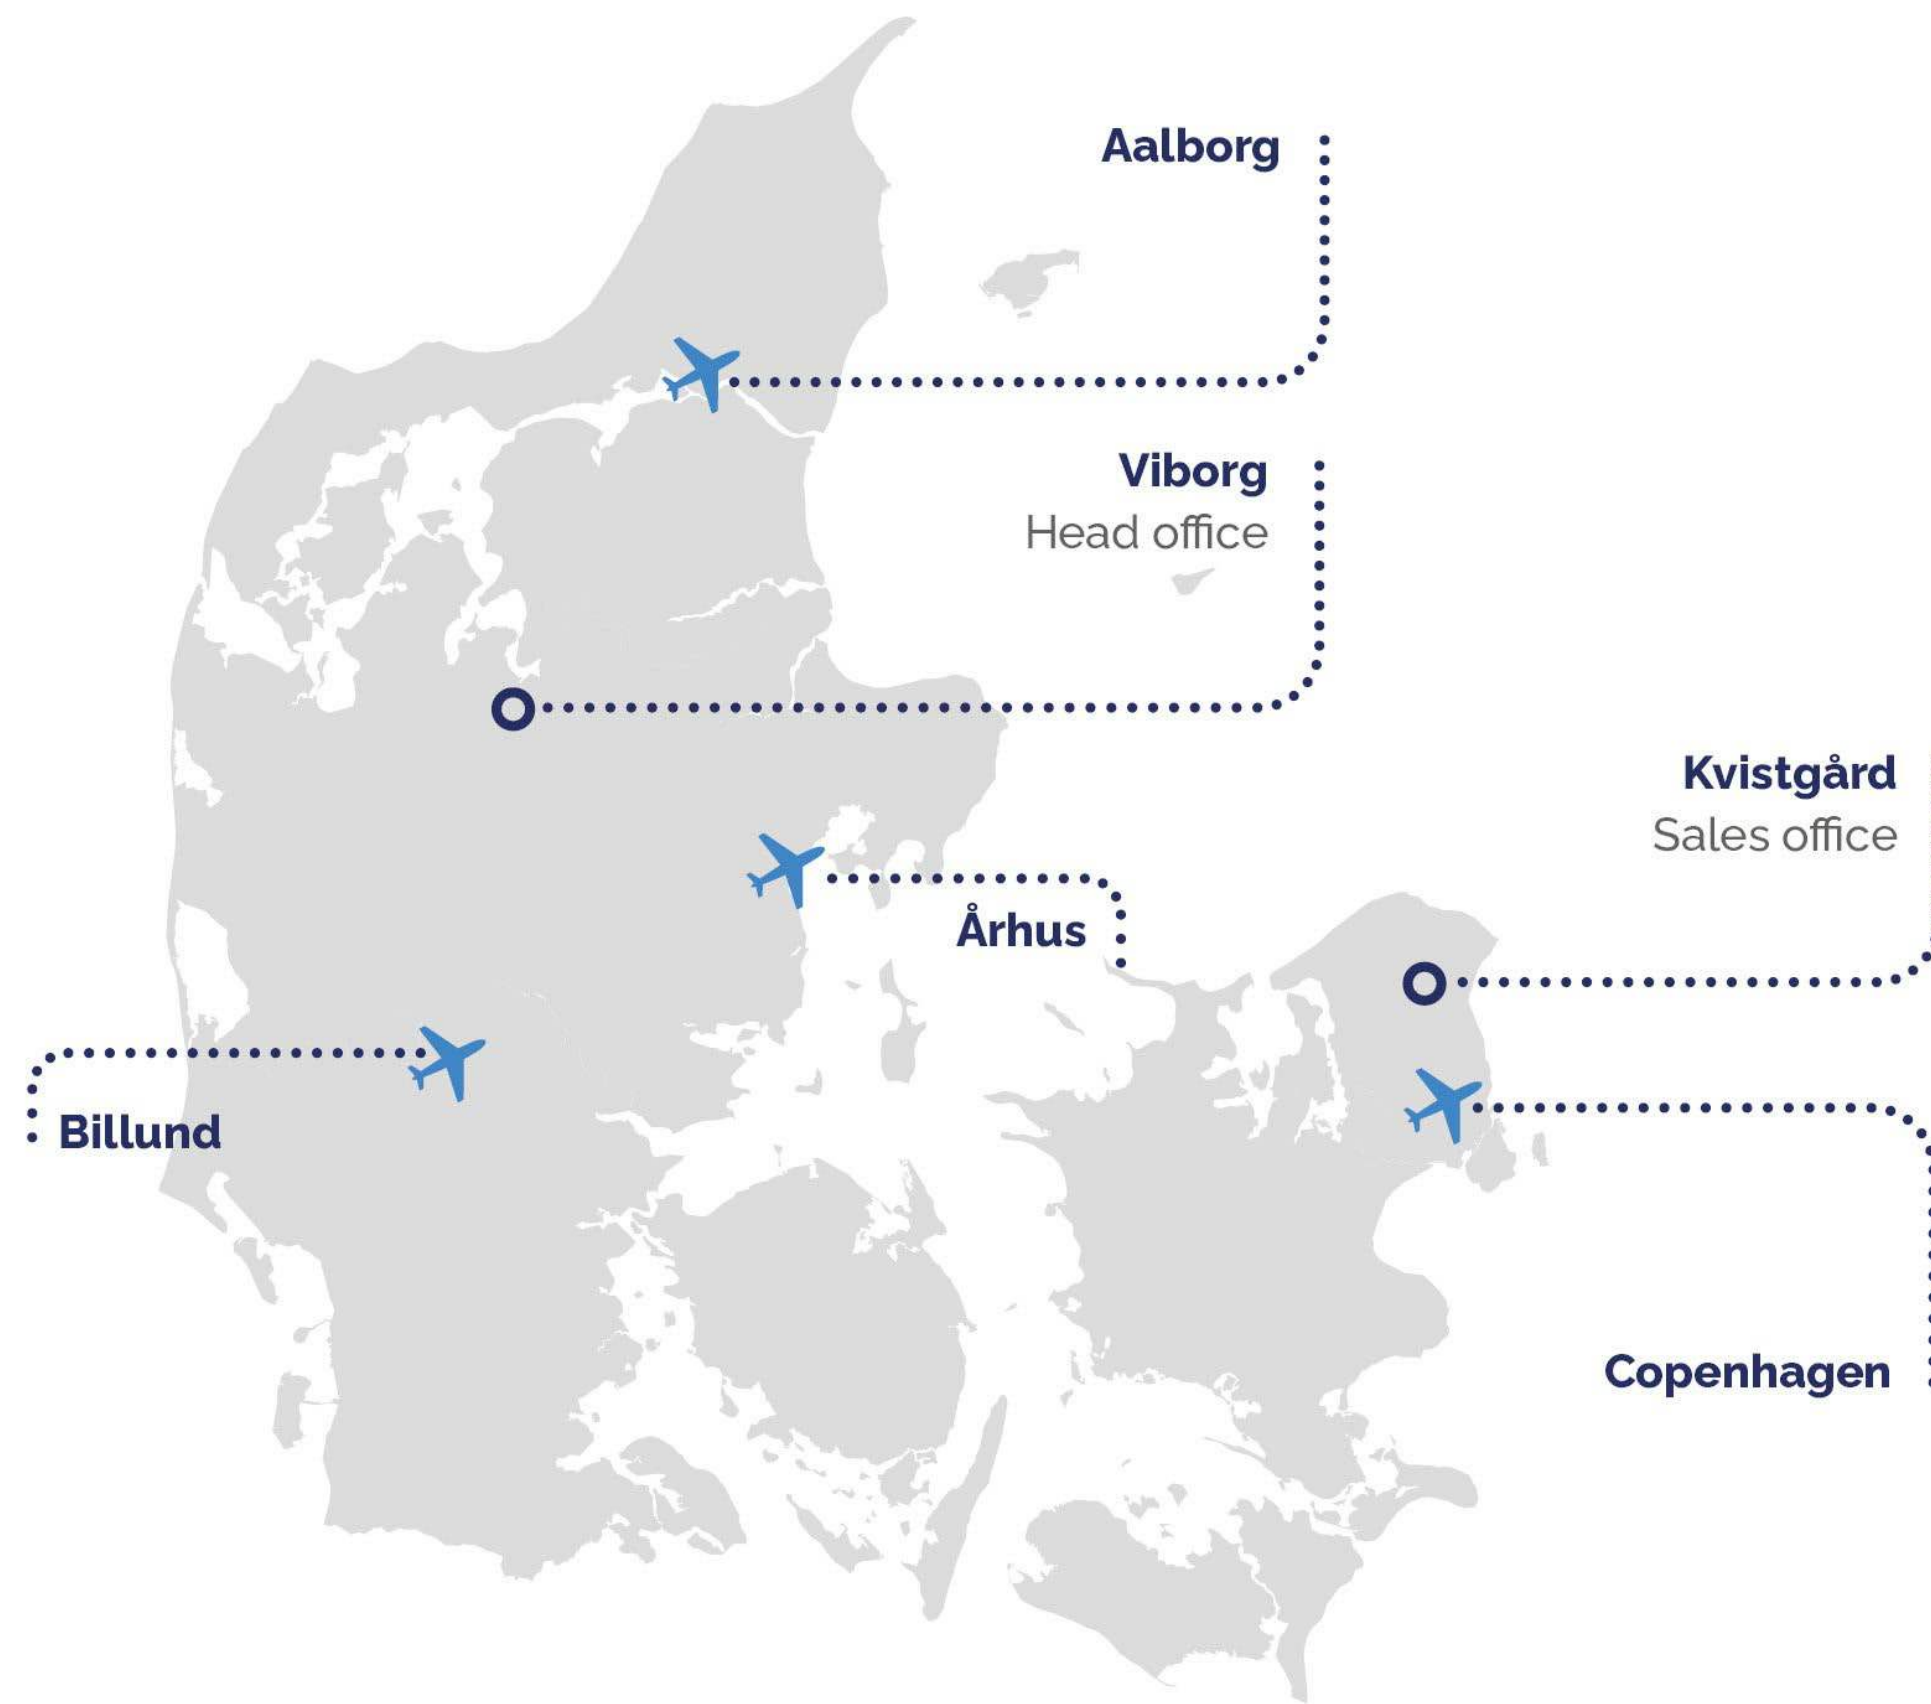 Aalborg
Viborg
Head office
Kvistgård
Sales office
Århus
Billund
Copenhagen